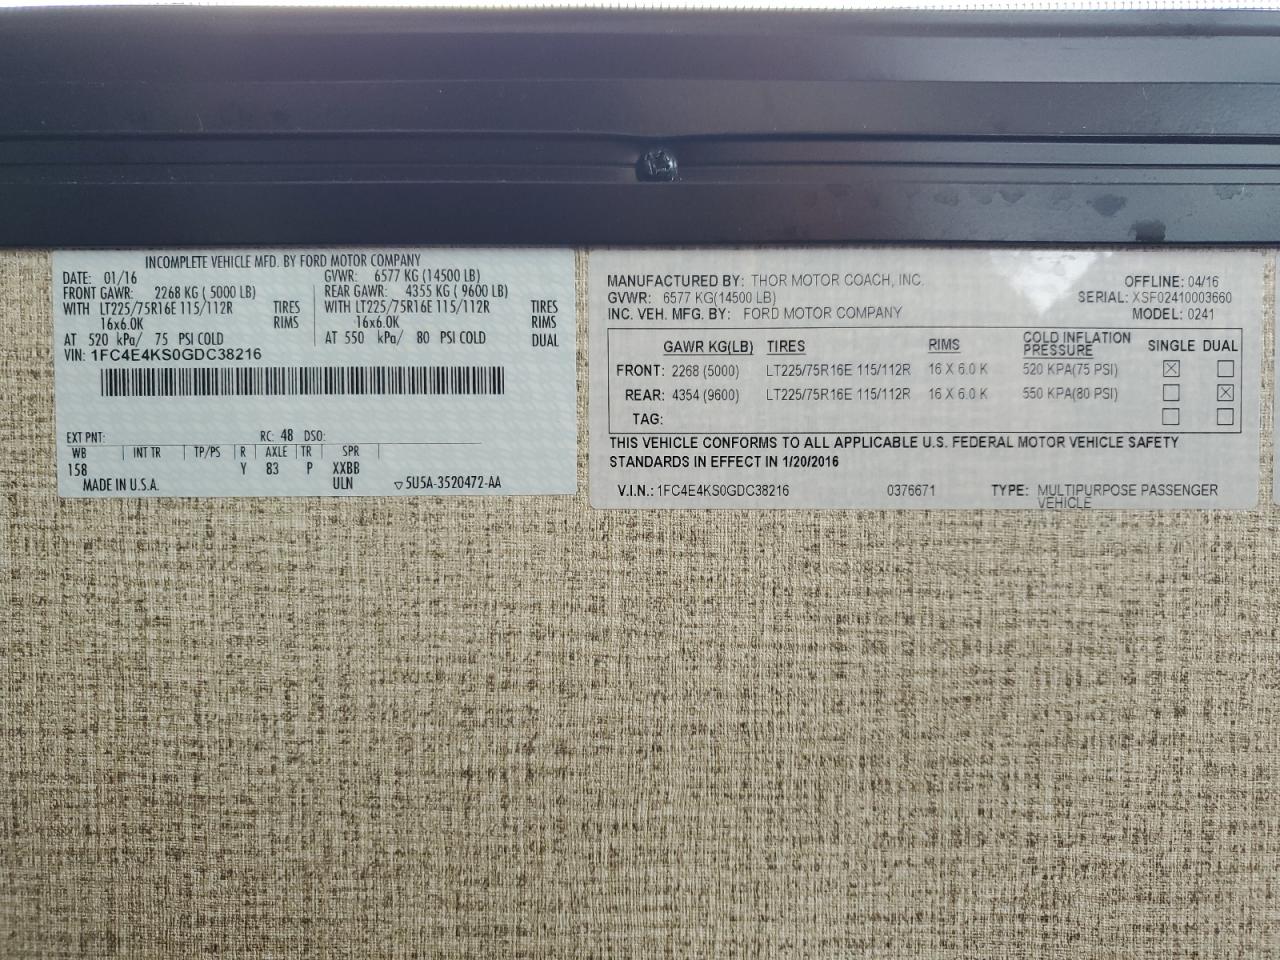 INCOMPLETE VEHICLE MFD. BY FORD MOTOR COMPANY
DATE: 01/16
GVWR: 6577 KG (14500 LB)
FRONT GAWR: 2268 KG ( 5000 LB)
REAR GAWR: 4355 KG ( 9600 LB)
WITH LT225/75R16E 115/112R TIRES
WITH LT225/75R16E 115/112R TIRES
16x6.0K RIMS
16x6.0K RIMS
AT 520 kPa/ 75 PSI COLD
AT 550 kPa/ 80 PSI COLD DUAL
VIN: 1FC4E4KS0GDC38216
EXT PNT: RC: 48 DSO:
WB INT TR TP/PS R AXLE TR SPR
158 Y 83 P XXBB
MADE IN U.S.A. ULN 5U5A-3520472-AA
MANUFACTURED BY: THOR MOTOR COACH, INC. OFFLINE: 04/16
GVWR: 6577 KG(14500 LB) SERIAL: XSF02410003660
INC. VEH. MFG. BY: FORD MOTOR COMPANY MODEL: 0241
GAWR KG(LB) TIRES RIMS COLD INFLATION PRESSURE SINGLE DUAL
FRONT: 2268 (5000) LT225/75R16E 115/112R 16 X 6.0 K 520 KPA(75 PSI)
REAR: 4354 (9600) LT225/75R16E 115/112R 16 X 6.0 K 550 KPA(80 PSI)
TAG:
THIS VEHICLE CONFORMS TO ALL APPLICABLE U.S. FEDERAL MOTOR VEHICLE SAFETY
STANDARDS IN EFFECT IN 1/20/2016
V.I.N.: 1FC4E4KS0GDC38216 0376671 TYPE: MULTIPURPOSE PASSENGER
VEHICLE